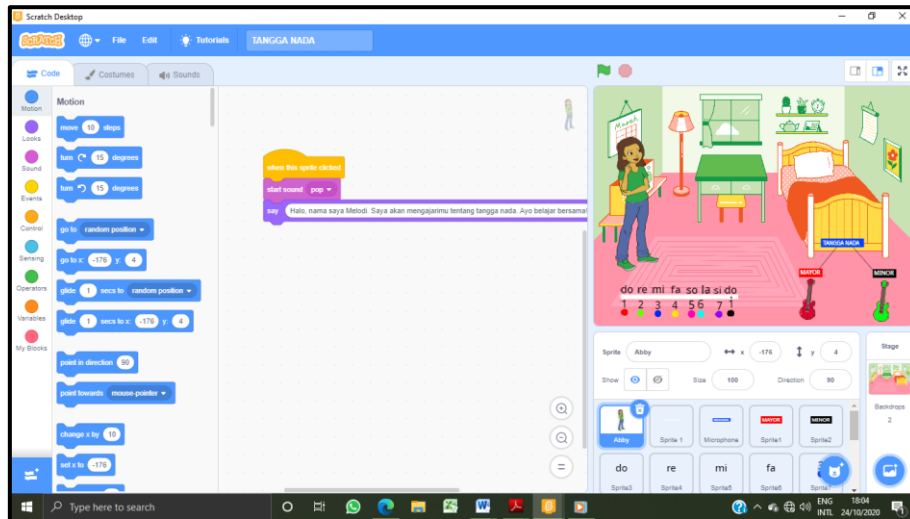 Scratch Desktop
SCRATCH File Edit Tutorials TANGGA NADA
Code Costumes Sounds
Motion
Looks
Sound
Events
Control
Sensing
Operators
Variables
My Blocks
Motion
move 10 steps
turn 15 degrees
turn 15 degrees
go to random position
go to x: -176 y: 4
glide 1 secs to random position
glide 1 secs to x: -176 y: 4
point in direction 90
point towards mouse-pointer
change x by 10
set x to -176
when this sprite clicked
start sound pop
say Halo, nama saya Melodi. Saya akan mengajarimu tentang tangga nada. Ayo belajar bersama!
March
TANGGA NADA
MAYOR MINOR
do re mi fa so la si do
1 2 3 4 5 6 7 1
Sprite Abby x -176 y 4
Show Size 100 Direction 90
Abby Sprite 1 Microphone Sprite1 Sprite2
MAYOR MINOR
do re mi fa
Sprite3 Sprite4 Sprite5 Sprite6 Sprite7
Stage
Backdrops
2
Type here to search
ENG 18:04
INTL 24/10/2020